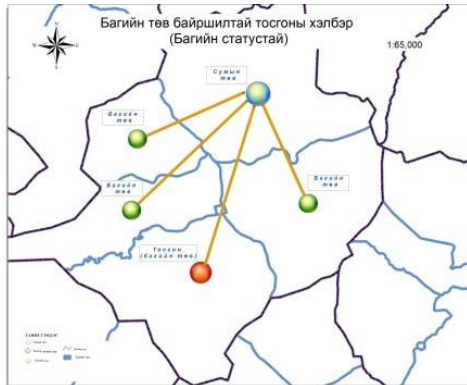 Багийн төв байршилтай тосгоны хэлбэр
(Багийн статустай)
1:65,000
Сумын
төв
Багийн
төв
Багийн
төв
Багийн
төв
Тосгон
(багийн төв)